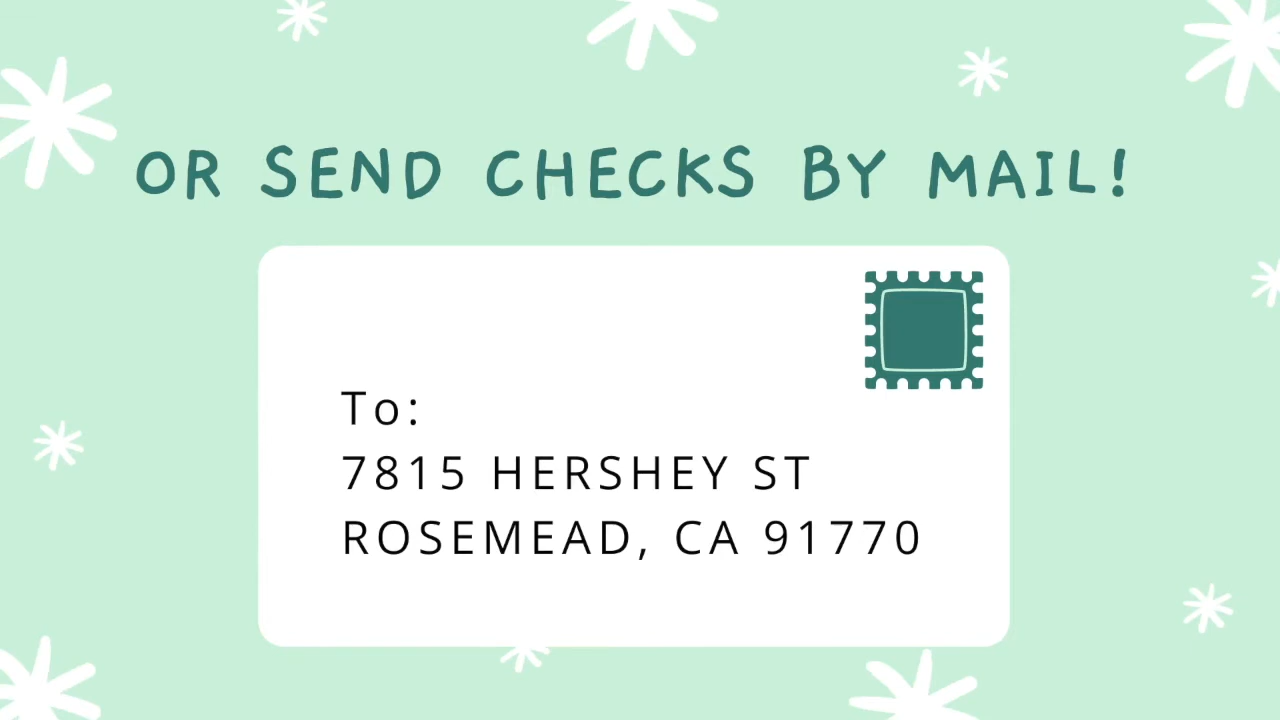 OR SEND CHECKS BY MAIL!
To:
7815 HERSHEY ST
ROSEMEAD, CA 91770